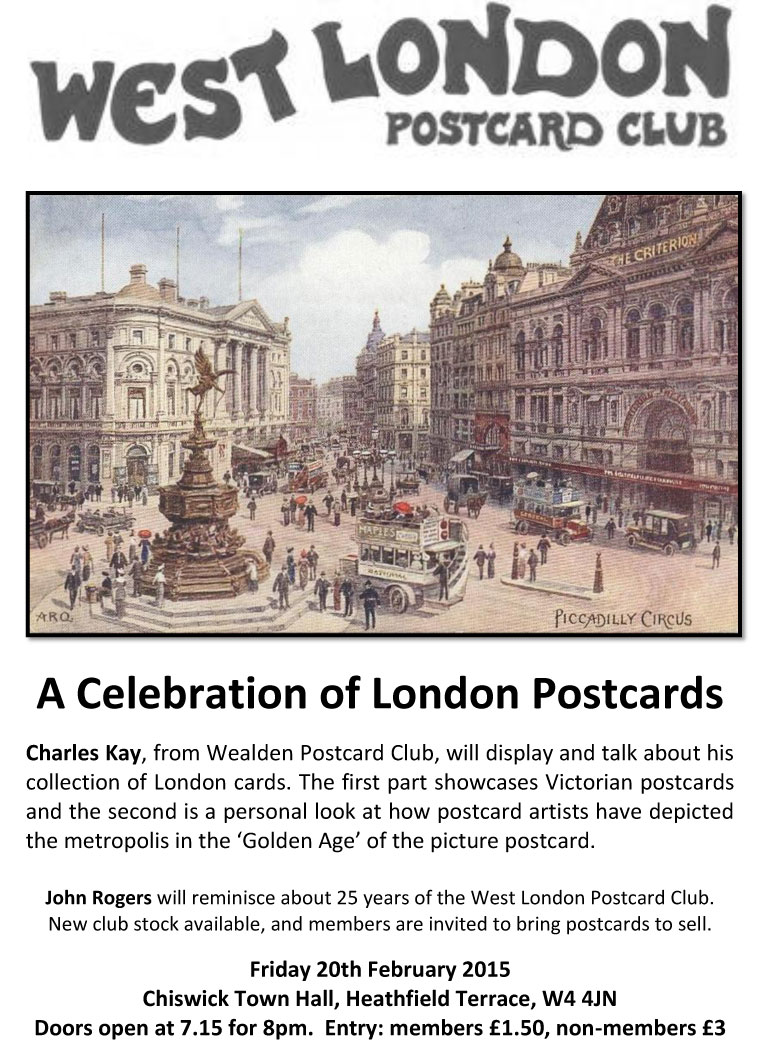 WEST LONDON
POSTCARD CLUB
THE CRITERION
ARQ
PICCADILLY CIRCUS
A Celebration of London Postcards
Charles Kay, from Wealden Postcard Club, will display and talk about his
collection of London cards. The first part showcases Victorian postcards
and the second is a personal look at how postcard artists have depicted
the metropolis in the ‘Golden Age’ of the picture postcard.
John Rogers will reminisce about 25 years of the West London Postcard Club.
New club stock available, and members are invited to bring postcards to sell.
Friday 20th February 2015
Chiswick Town Hall, Heathfield Terrace, W4 4JN
Doors open at 7.15 for 8pm.  Entry: members £1.50, non-members £3